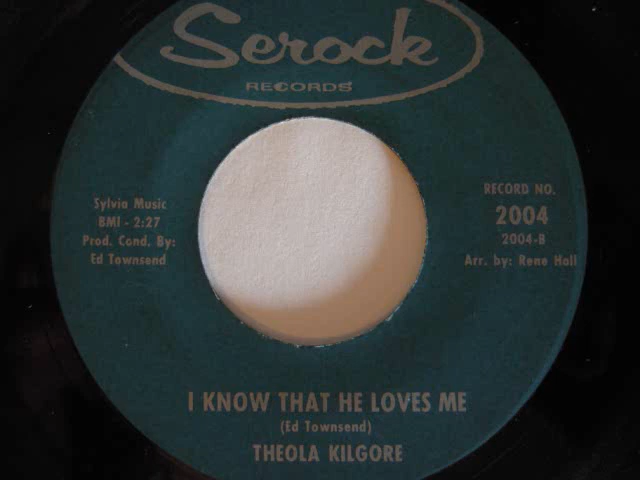 Serock
RECORDS
Sylvia Music
BMI - 2:27
Prod. Cond. By:
Ed Townsend
RECORD NO.
2004
2004-B
Arr. by: Rene Hall
I KNOW THAT HE LOVES ME
(Ed Townsend)
THEOLA KILGORE